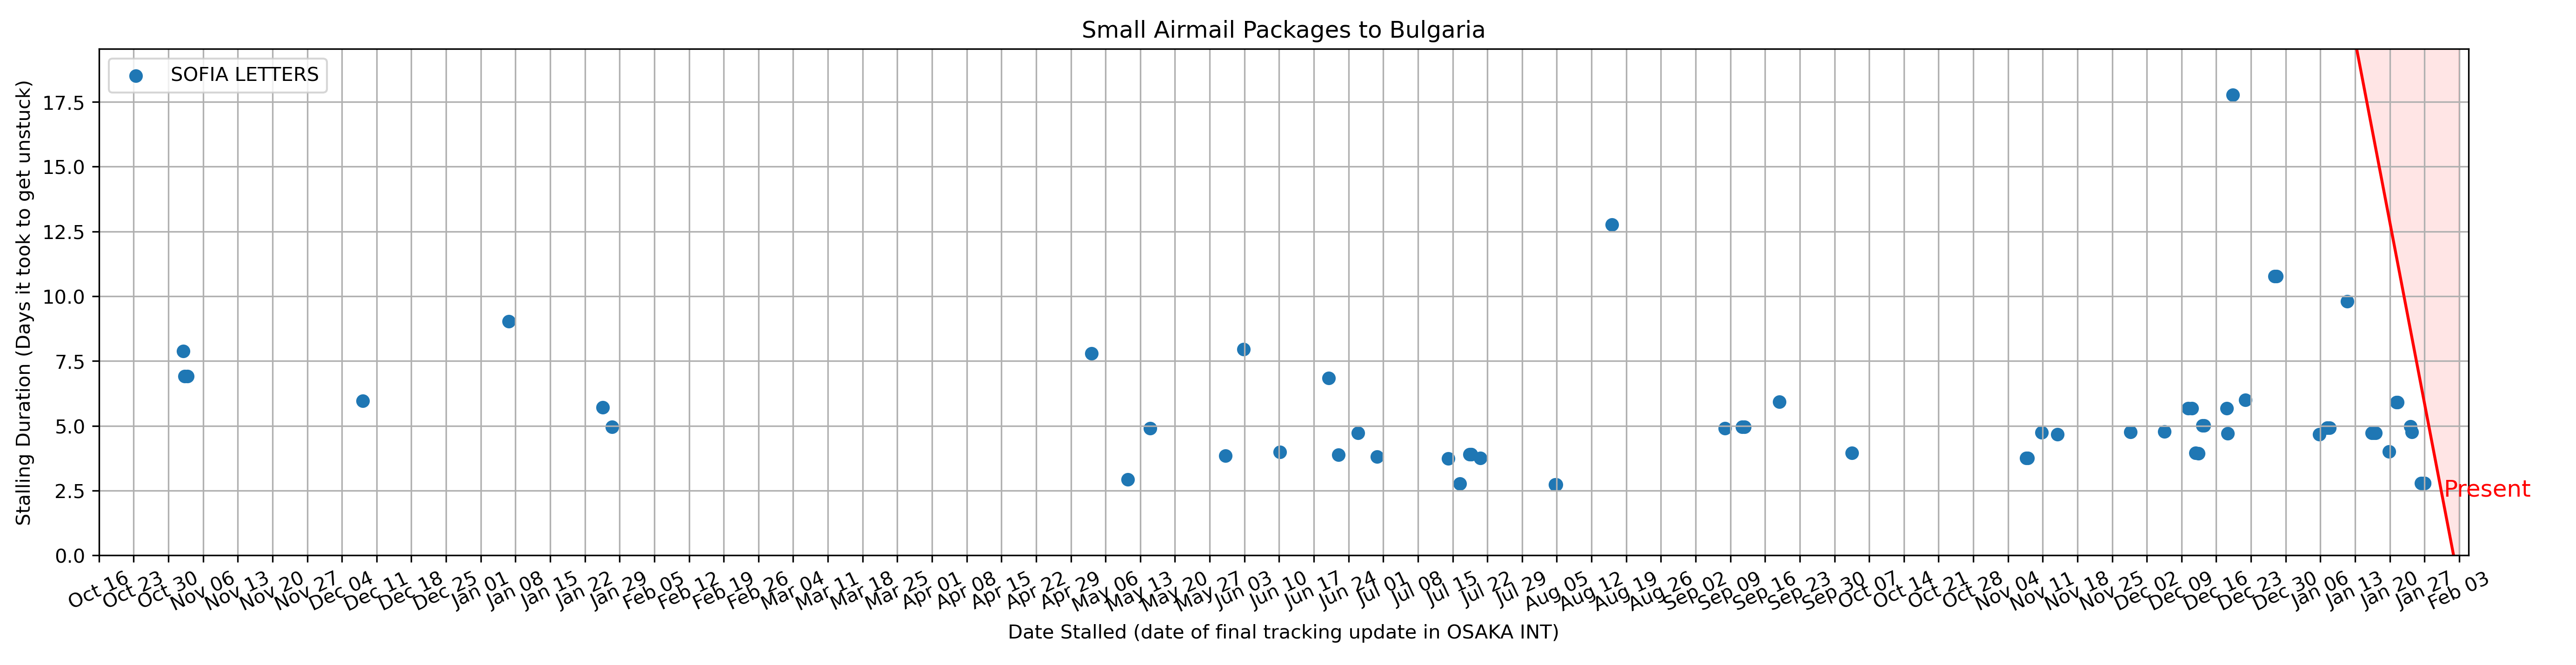 Small Airmail Packages to Bulgaria
SOFIA LETTERS
Stalling Duration (Days it took to get unstuck)
17.5
15.0
12.5
10.0
7.5
5.0
2.5
0.0
Present
Oct 16 Oct 23 Oct 30 Nov 06 Nov 13 Nov 20 Nov 27 Dec 04 Dec 11 Dec 18 Dec 25 Jan 01 Jan 08 Jan 15 Jan 22 Jan 29 Feb 05 Feb 12 Feb 19 Feb 26 Mar 04 Mar 11 Mar 18 Mar 25 Apr 01 Apr 08 Apr 15 Apr 22 Apr 29 May 06 May 13 May 20 May 27 Jun 03 Jun 10 Jun 17 Jun 24 Jul 01 Jul 08 Jul 15 Jul 22 Jul 29 Aug 05 Aug 12 Aug 19 Aug 26 Sep 02 Sep 09 Sep 16 Sep 23 Sep 30 Oct 07 Oct 14 Oct 21 Oct 28 Nov 04 Nov 11 Nov 18 Nov 25 Dec 02 Dec 09 Dec 16 Dec 23 Dec 30 Jan 06 Jan 13 Jan 20 Jan 27 Feb 03
Date Stalled (date of final tracking update in OSAKA INT)